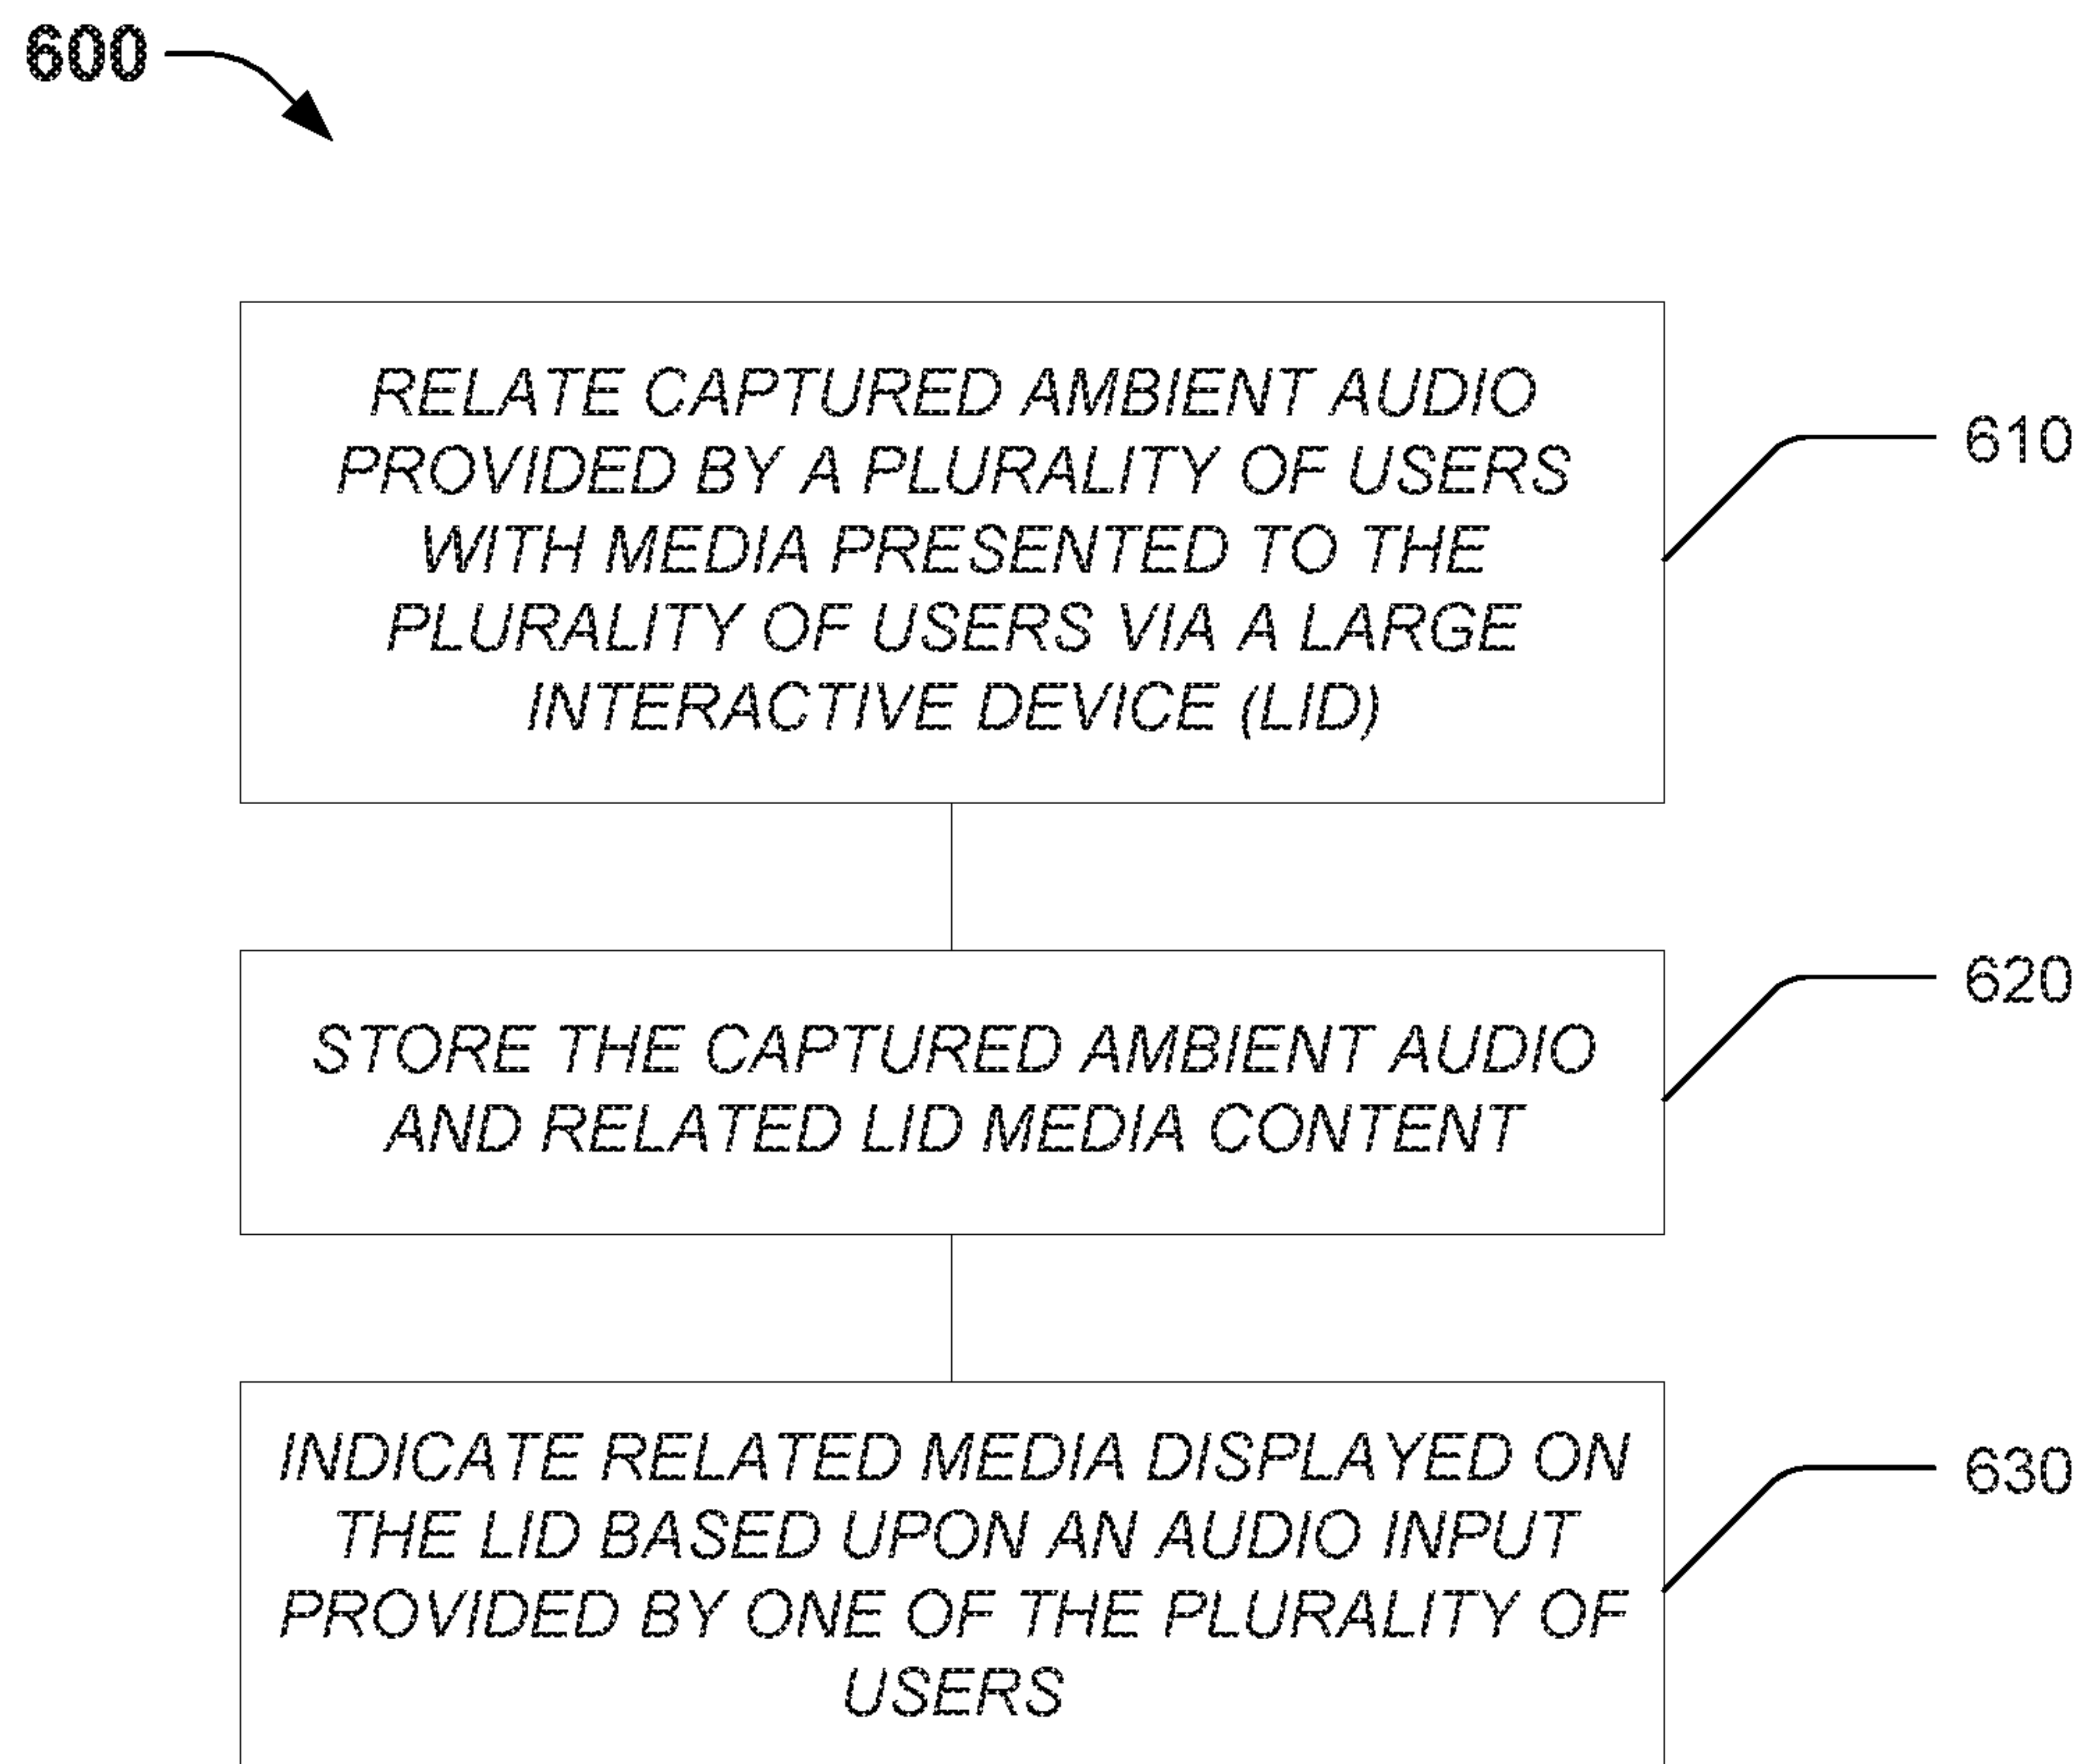 600
RELATE CAPTURED AMBIENT AUDIO
PROVIDED BY A PLURALITY OF USERS
WITH MEDIA PRESENTED TO THE
PLURALITY OF USERS VIA A LARGE
INTERACTIVE DEVICE (LID)
610
STORE THE CAPTURED AMBIENT AUDIO
AND RELATED LID MEDIA CONTENT
620
INDICATE RELATED MEDIA DISPLAYED ON
THE LID BASED UPON AN AUDIO INPUT
PROVIDED BY ONE OF THE PLURALITY OF
USERS
630